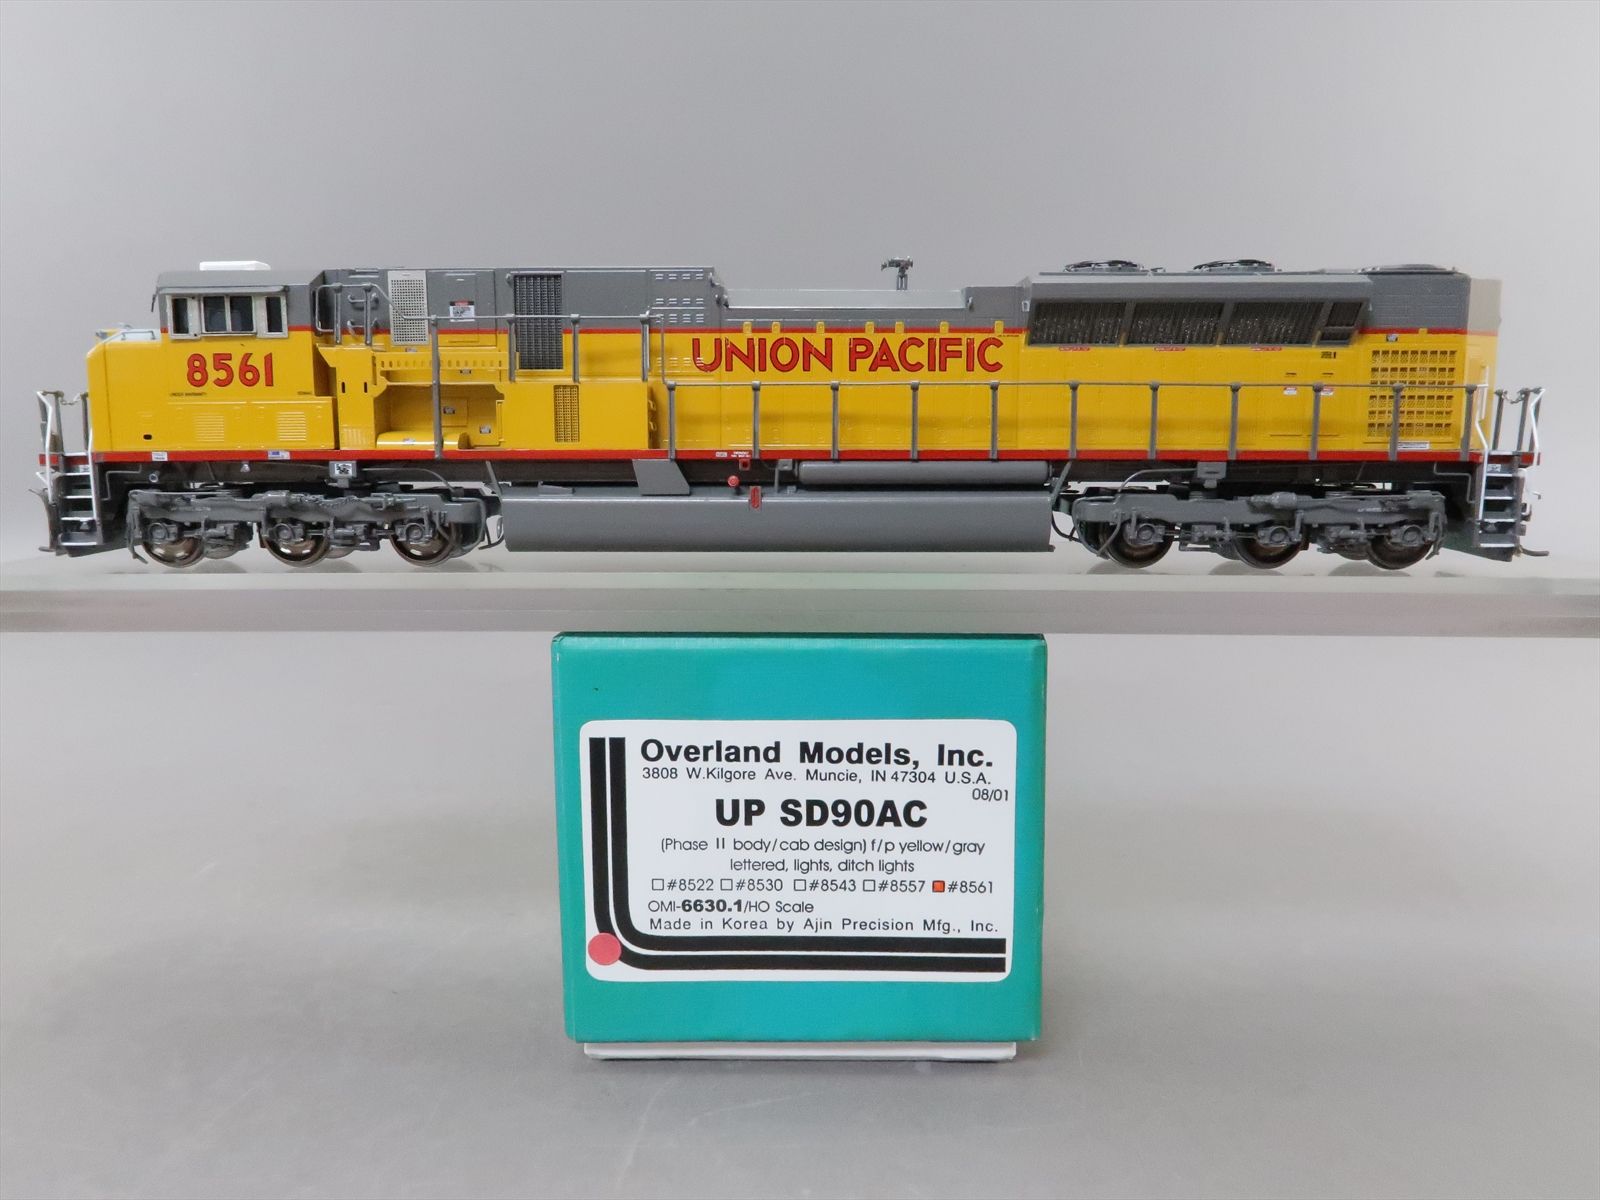 8561
UNION PACIFIC
Overland Models, Inc.
3808 W.Kilgore Ave. Muncie, IN 47304 U.S.A.
08/01
UP SD90AC
(Phase II body/cab design) f/p yellow/gray
lettered, lights, ditch lights
☐#8522 ☐#8530 ☐#8543 ☐#8557 ■#8561
OMI-6630.1/HO Scale
Made in Korea by Ajin Precision Mfg., Inc.